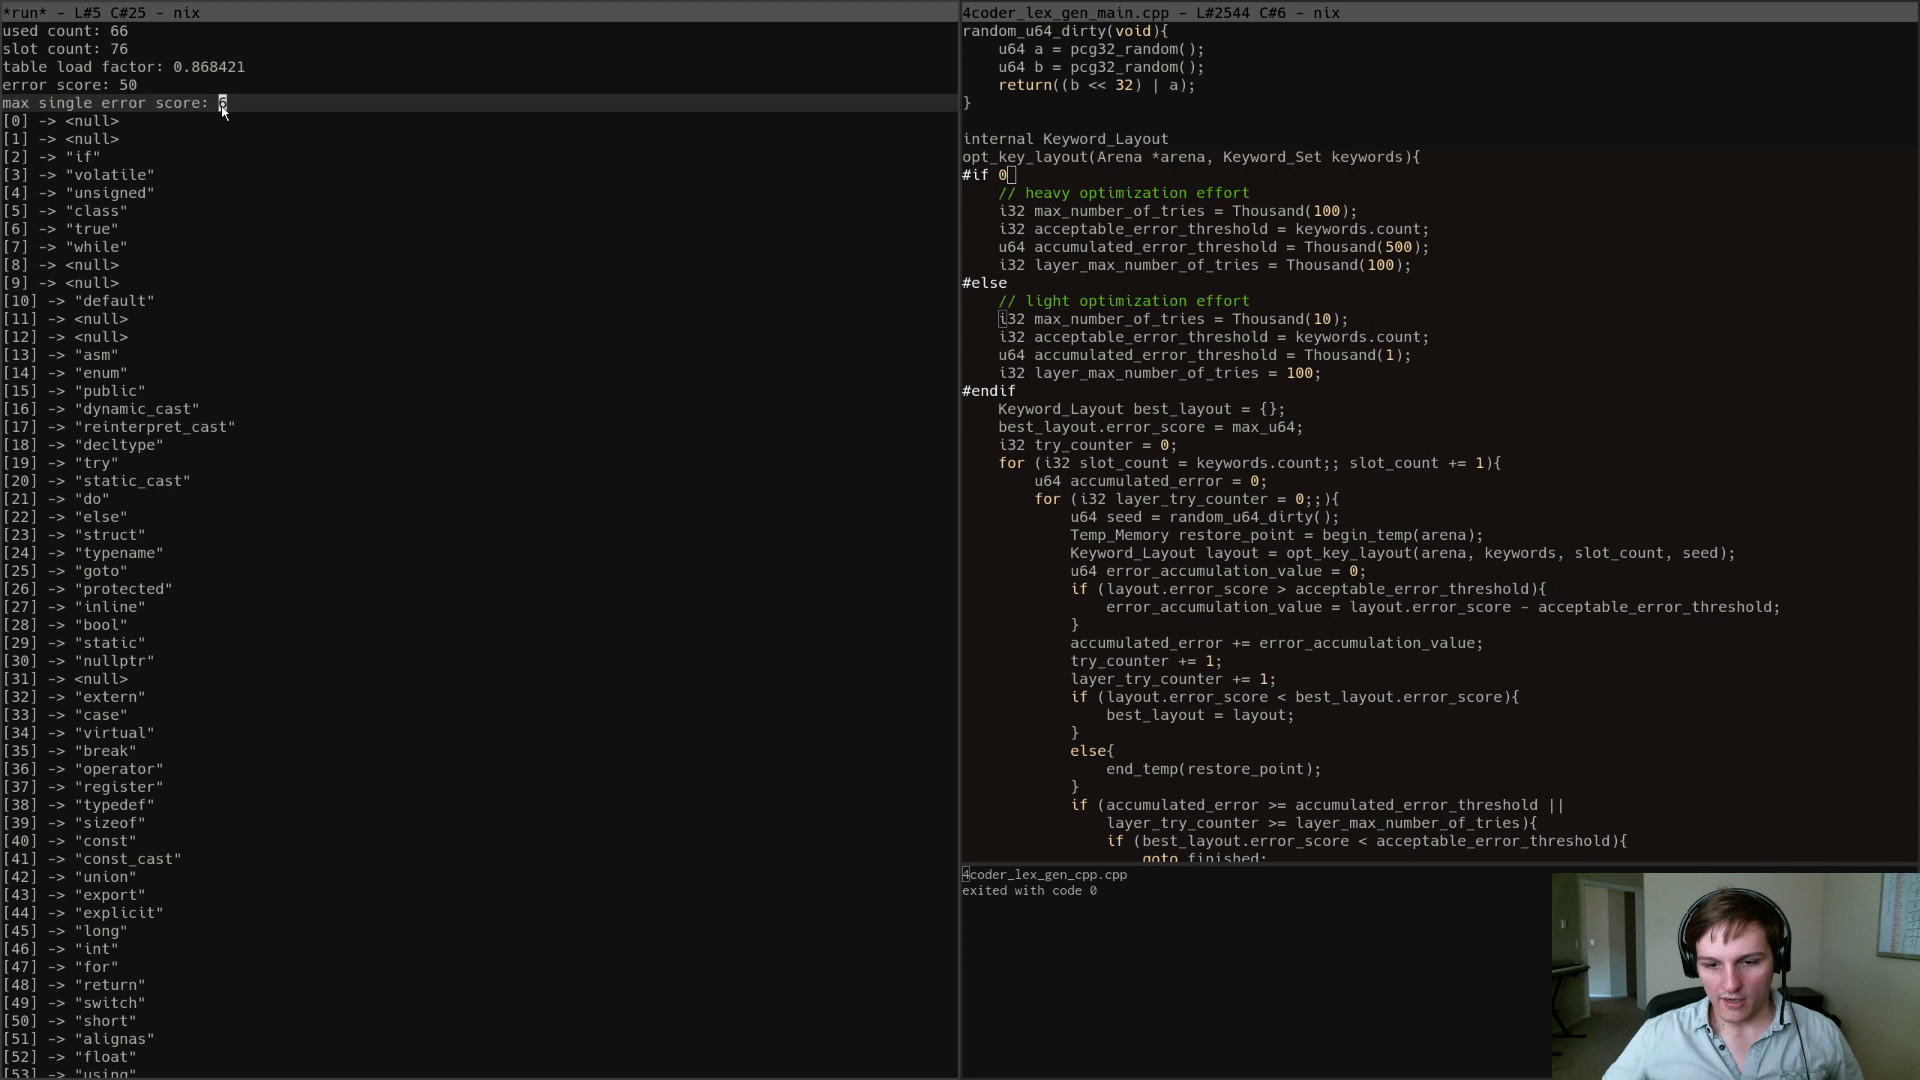 *run* - L#5 C#25 - nix
used count: 66
slot count: 76
table load factor: 0.868421
error score: 50
max single error score: 6
[0] -> <null>
[1] -> <null>
[2] -> "if"
[3] -> "volatile"
[4] -> "unsigned"
[5] -> "class"
[6] -> "true"
[7] -> "while"
[8] -> <null>
[9] -> <null>
[10] -> "default"
[11] -> <null>
[12] -> <null>
[13] -> "asm"
[14] -> "enum"
[15] -> "public"
[16] -> "dynamic_cast"
[17] -> "reinterpret_cast"
[18] -> "decltype"
[19] -> "try"
[20] -> "static_cast"
[21] -> "do"
[22] -> "else"
[23] -> "struct"
[24] -> "typename"
[25] -> "goto"
[26] -> "protected"
[27] -> "inline"
[28] -> "bool"
[29] -> "static"
[30] -> "nullptr"
[31] -> <null>
[32] -> "extern"
[33] -> "case"
[34] -> "virtual"
[35] -> "break"
[36] -> "operator"
[37] -> "register"
[38] -> "typedef"
[39] -> "sizeof"
[40] -> "const"
[41] -> "const_cast"
[42] -> "union"
[43] -> "export"
[44] -> "explicit"
[45] -> "long"
[46] -> "int"
[47] -> "for"
[48] -> "return"
[49] -> "switch"
[50] -> "short"
[51] -> "alignas"
[52] -> "float"
[53] -> "using"
4coder_lex_gen_main.cpp - L#2544 C#6 - nix
random_u64_dirty(void){
    u64 a = pcg32_random();
    u64 b = pcg32_random();
    return((b << 32) | a);
}
internal Keyword_Layout
opt_key_layout(Arena *arena, Keyword_Set keywords){
#if 0
    // heavy optimization effort
    i32 max_number_of_tries = Thousand(100);
    i32 acceptable_error_threshold = keywords.count;
    u64 accumulated_error_threshold = Thousand(500);
    i32 layer_max_number_of_tries = Thousand(100);
#else
    // light optimization effort
    i32 max_number_of_tries = Thousand(10);
    i32 acceptable_error_threshold = keywords.count;
    u64 accumulated_error_threshold = Thousand(1);
    i32 layer_max_number_of_tries = 100;
#endif
    Keyword_Layout best_layout = {};
    best_layout.error_score = max_u64;
    i32 try_counter = 0;
    for (i32 slot_count = keywords.count;; slot_count += 1){
        u64 accumulated_error = 0;
        for (i32 layer_try_counter = 0;;){
            u64 seed = random_u64_dirty();
            Temp_Memory restore_point = begin_temp(arena);
            Keyword_Layout layout = opt_key_layout(arena, keywords, slot_count, seed);
            u64 error_accumulation_value = 0;
            if (layout.error_score > acceptable_error_threshold){
                error_accumulation_value = layout.error_score - acceptable_error_threshold;
            }
            accumulated_error += error_accumulation_value;
            try_counter += 1;
            layer_try_counter += 1;
            if (layout.error_score < best_layout.error_score){
                best_layout = layout;
            }
            else{
                end_temp(restore_point);
            }
            if (accumulated_error >= accumulated_error_threshold ||
                layer_try_counter >= layer_max_number_of_tries){
                if (best_layout.error_score < acceptable_error_threshold){
                    goto finished;
4coder_lex_gen_cpp.cpp
exited with code 0